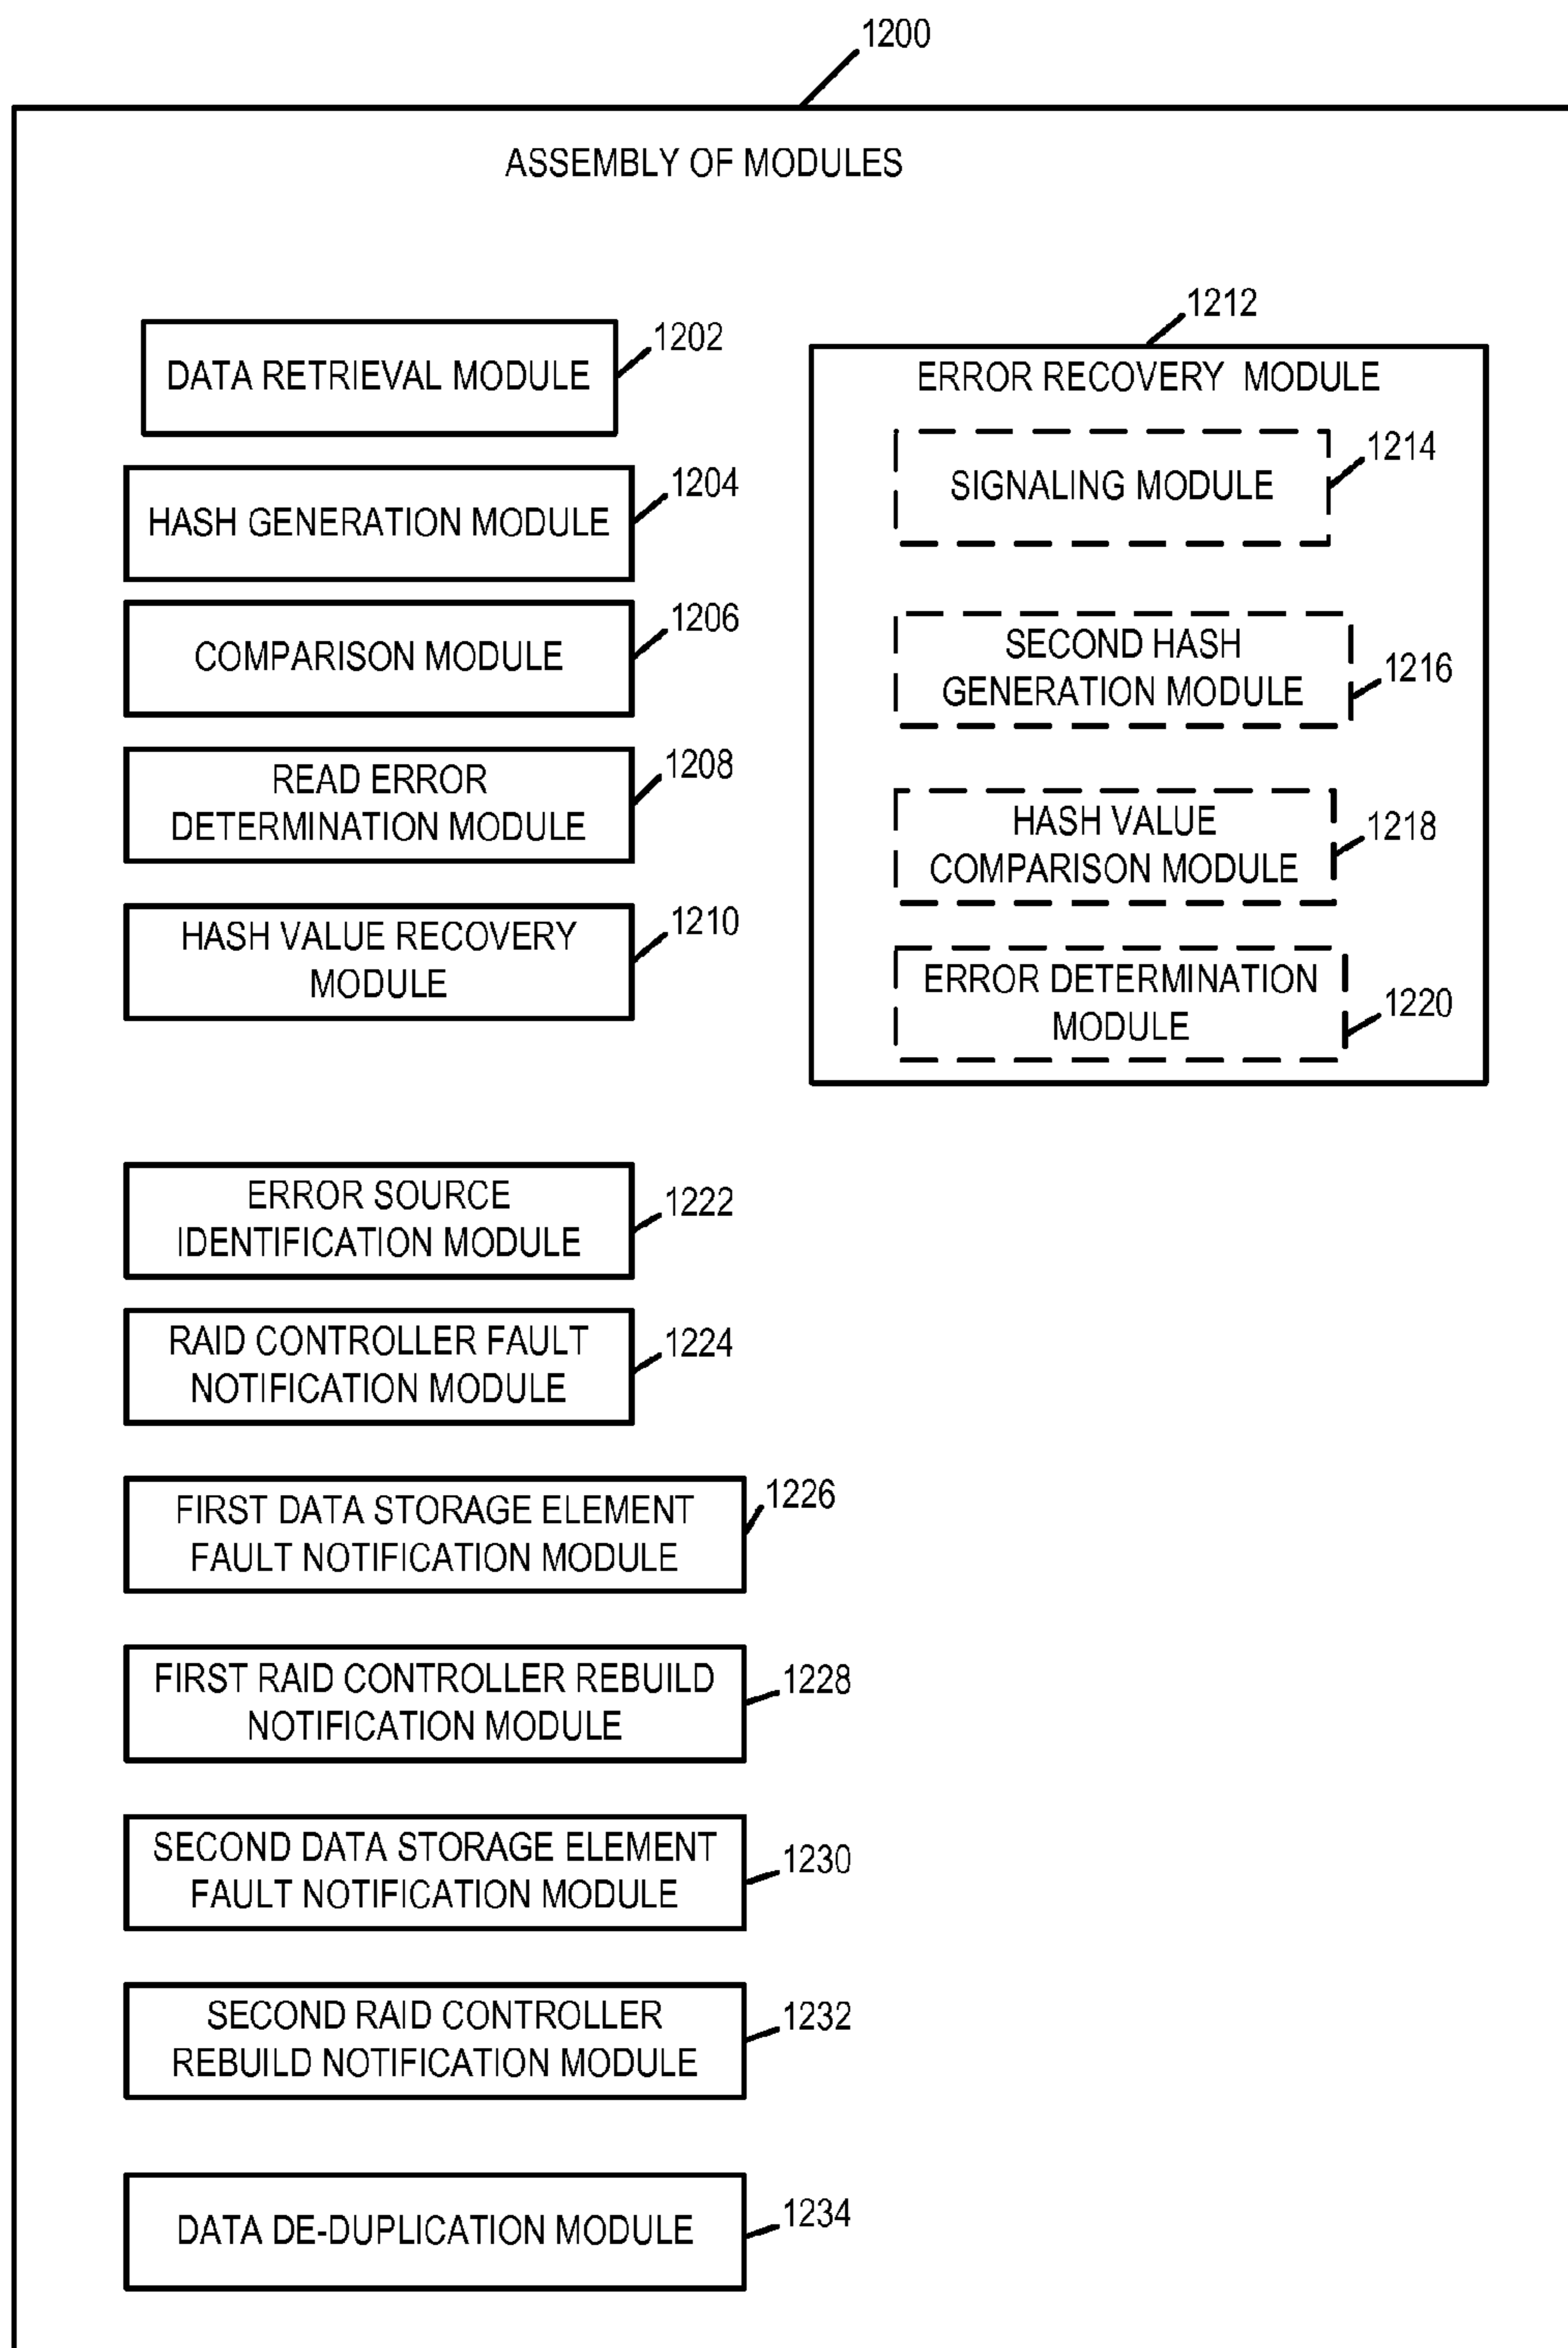 1200
ASSEMBLY OF MODULES
DATA RETRIEVAL MODULE
1202
HASH GENERATION MODULE
1204
COMPARISON MODULE
1206
READ ERROR
DETERMINATION MODULE
1208
HASH VALUE RECOVERY
MODULE
1210
1212
ERROR RECOVERY MODULE
SIGNALING MODULE
1214
SECOND HASH
GENERATION MODULE
1216
HASH VALUE
COMPARISON MODULE
1218
ERROR DETERMINATION
MODULE
1220
ERROR SOURCE
IDENTIFICATION MODULE
1222
RAID CONTROLLER FAULT
NOTIFICATION MODULE
1224
FIRST DATA STORAGE ELEMENT
FAULT NOTIFICATION MODULE
1226
FIRST RAID CONTROLLER REBUILD
NOTIFICATION MODULE
1228
SECOND DATA STORAGE ELEMENT
FAULT NOTIFICATION MODULE
1230
SECOND RAID CONTROLLER
REBUILD NOTIFICATION MODULE
1232
DATA DE-DUPLICATION MODULE
1234